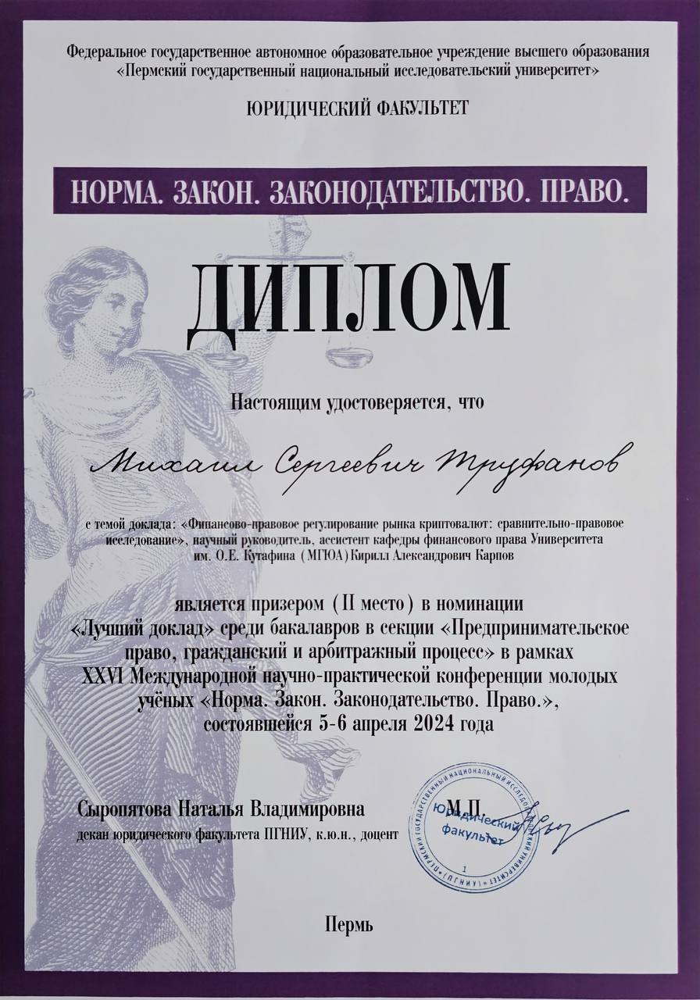 Федеральное государственное автономное образовательное учреждение высшего образования
«Пермский государственный национальный исследовательский университет»
ЮРИДИЧЕСКИЙ ФАКУЛЬТЕТ
НОРМА. ЗАКОН. ЗАКОНОДАТЕЛЬСТВО. ПРАВО.
ДИПЛОМ
Настоящим удостоверяется, что
Михаил Сергеевич Труфанов
с темой доклада: «Финансово-правовое регулирование рынка криптовалют: сравнительно-правовое
исследование», научный руководитель, ассистент кафедры финансового права Университета
им. О.Е. Кутафина (МГЮА)Кирилл Александрович Карпов
является призером (II место) в номинации
«Лучший доклад» среди бакалавров в секции «Предпринимательское
право, гражданский и арбитражный процесс» в рамках
XXVI Международной научно-практической конференции молодых
учёных «Норма. Закон. Законодательство. Право.»,
состоявшейся 5-6 апреля 2024 года
Сыропятова Наталья Владимировна
декан юридического факультета ПГНИУ, к.ю.н., доцент
М.П.
ПЕРМСКИЙ ГОСУДАРСТВЕННЫЙ НАЦИОНАЛЬНЫЙ ИССЛЕДОВАТЕЛЬСКИЙ УНИВЕРСИТЕТ * (ПГНИУ) *
Юридический
факультет
1
Пермь